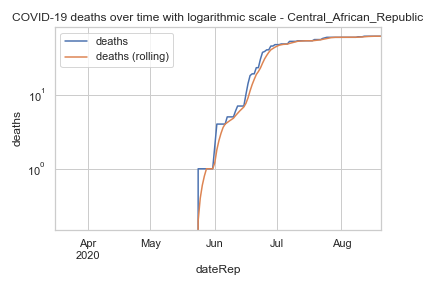 COVID-19 deaths over time with logarithmic scale - Central_African_Republic
deaths
deaths (rolling)
10¹
10⁰
deaths
Apr
2020
May
Jun
Jul
Aug
dateRep